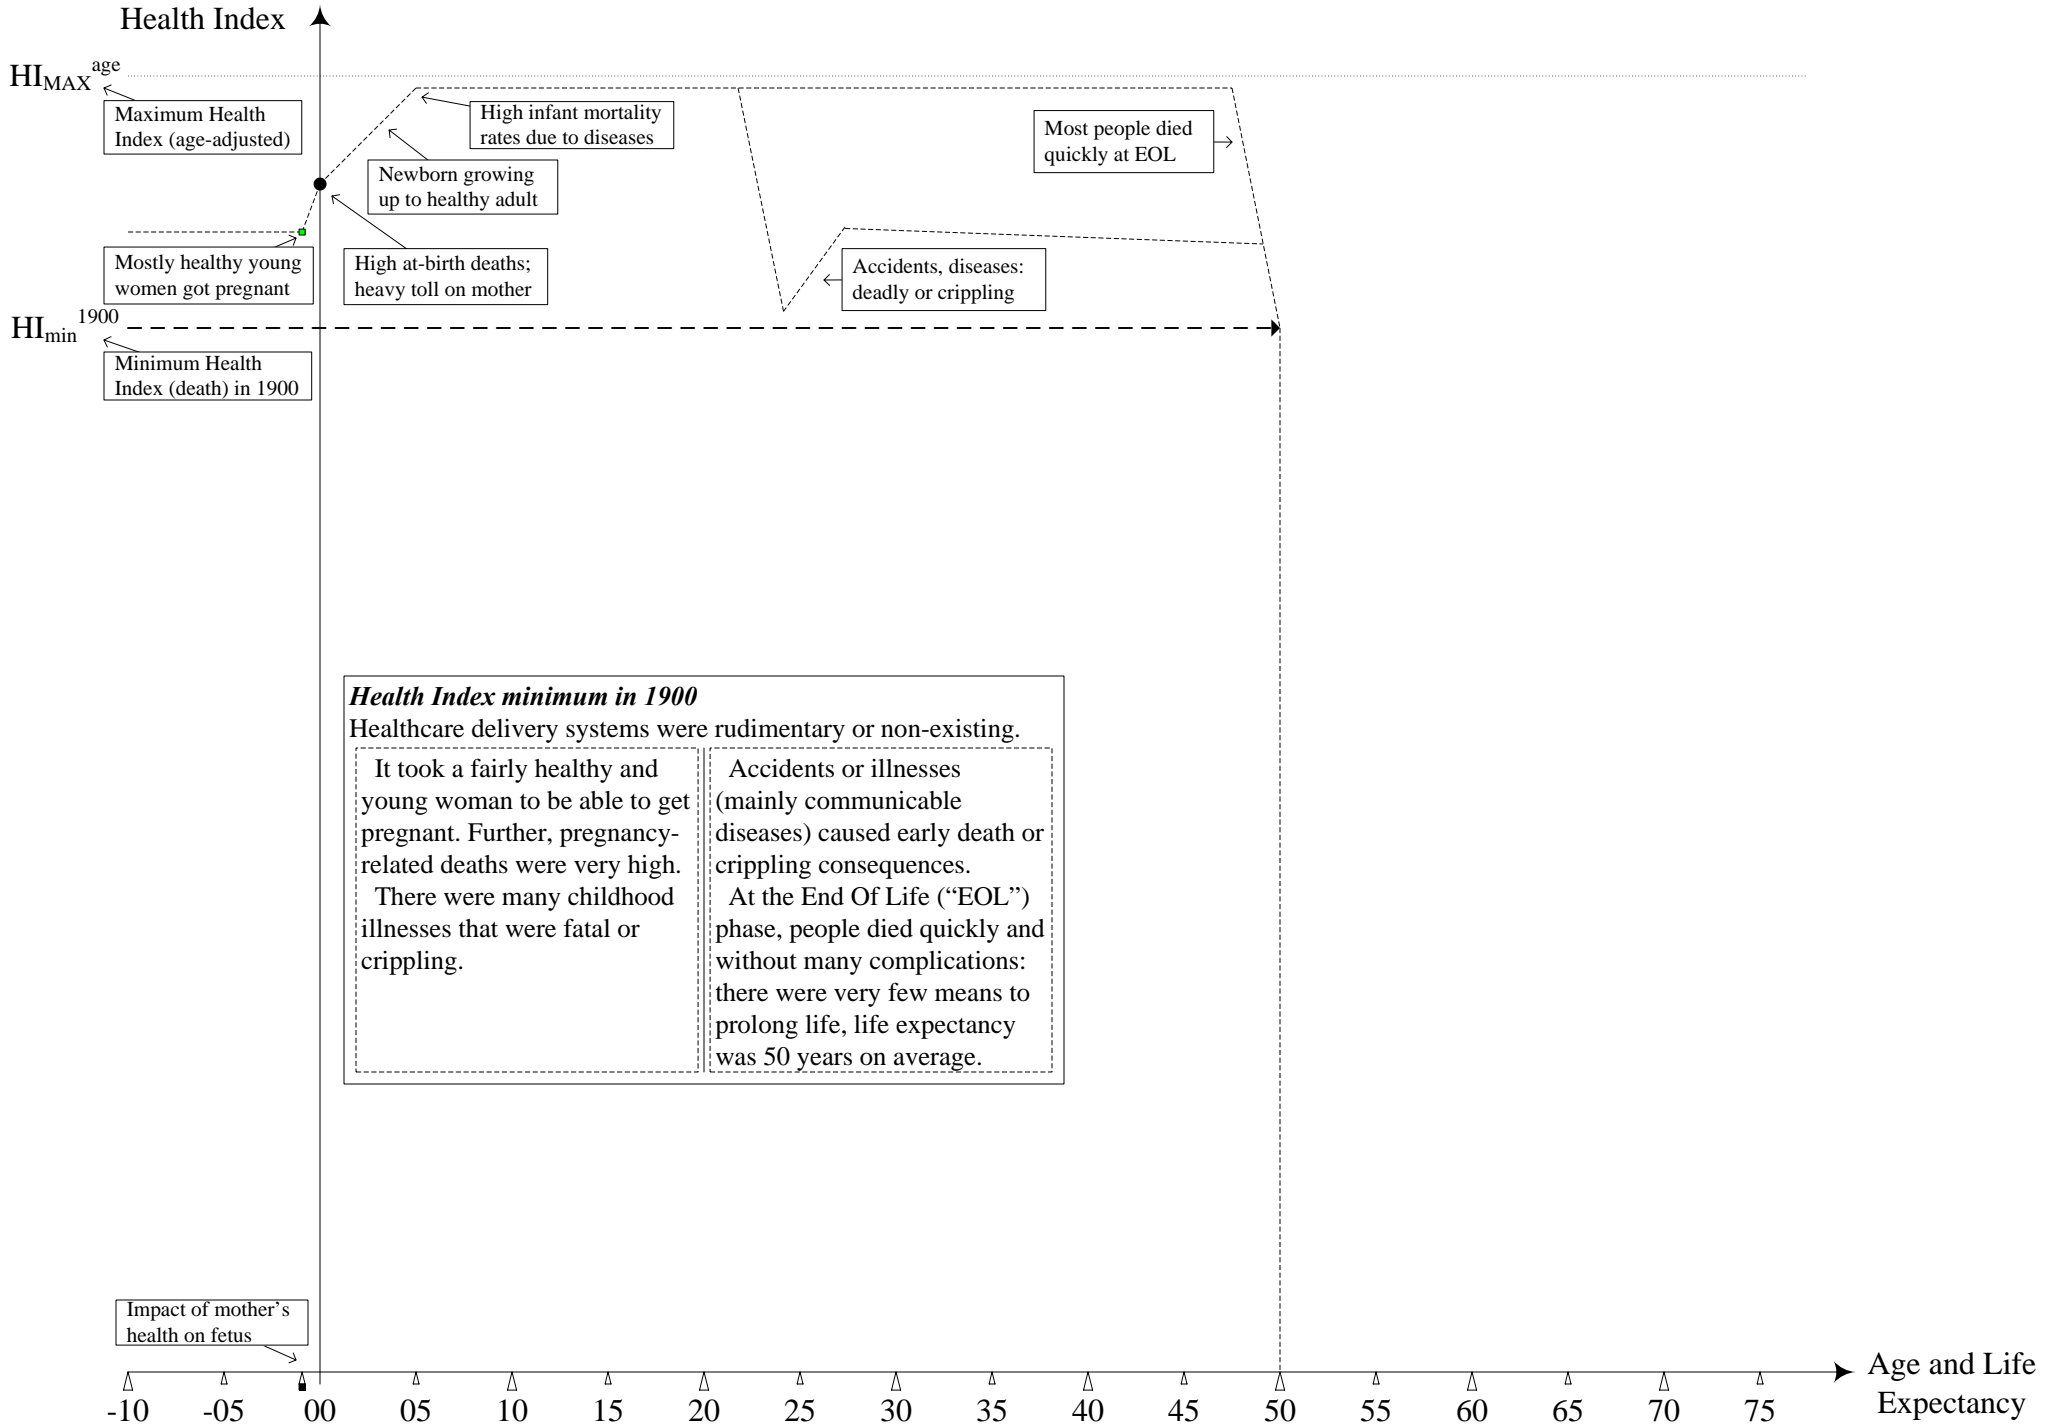 Health Index
HI_MAX^age
Maximum Health
Index (age-adjusted)
High infant mortality
rates due to diseases
Most people died
quickly at EOL
Newborn growing
up to healthy adult
Mostly healthy young
women got pregnant
High at-birth deaths;
heavy toll on mother
Accidents, diseases:
deadly or crippling
HI_min^1900
Minimum Health
Index (death) in 1900
Health Index minimum in 1900
Healthcare delivery systems were rudimentary or non-existing.
It took a fairly healthy and
young woman to be able to get
pregnant. Further, pregnancy-
related deaths were very high.
There were many childhood
illnesses that were fatal or
crippling.
Accidents or illnesses
(mainly communicable
diseases) caused early death or
crippling consequences.
At the End Of Life (“EOL”)
phase, people died quickly and
without many complications:
there were very few means to
prolong life, life expectancy
was 50 years on average.
Impact of mother’s
health on fetus
-10 -05 00 05 10 15 20 25 30 35 40 45 50 55 60 65 70 75
Age and Life
Expectancy